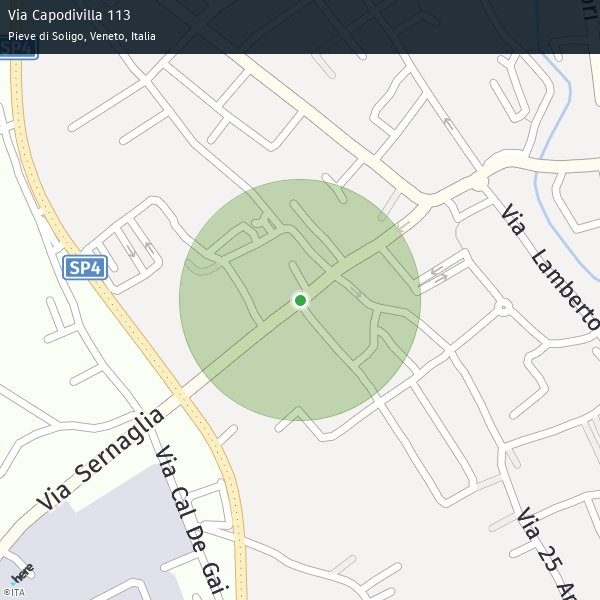 Via Capodivilla 113
Pieve di Soligo, Veneto, Italia
SP4
SP4
Via Lamberto
Via Sernaglia
Via Cal De Gai
Via 25
here
©ITA